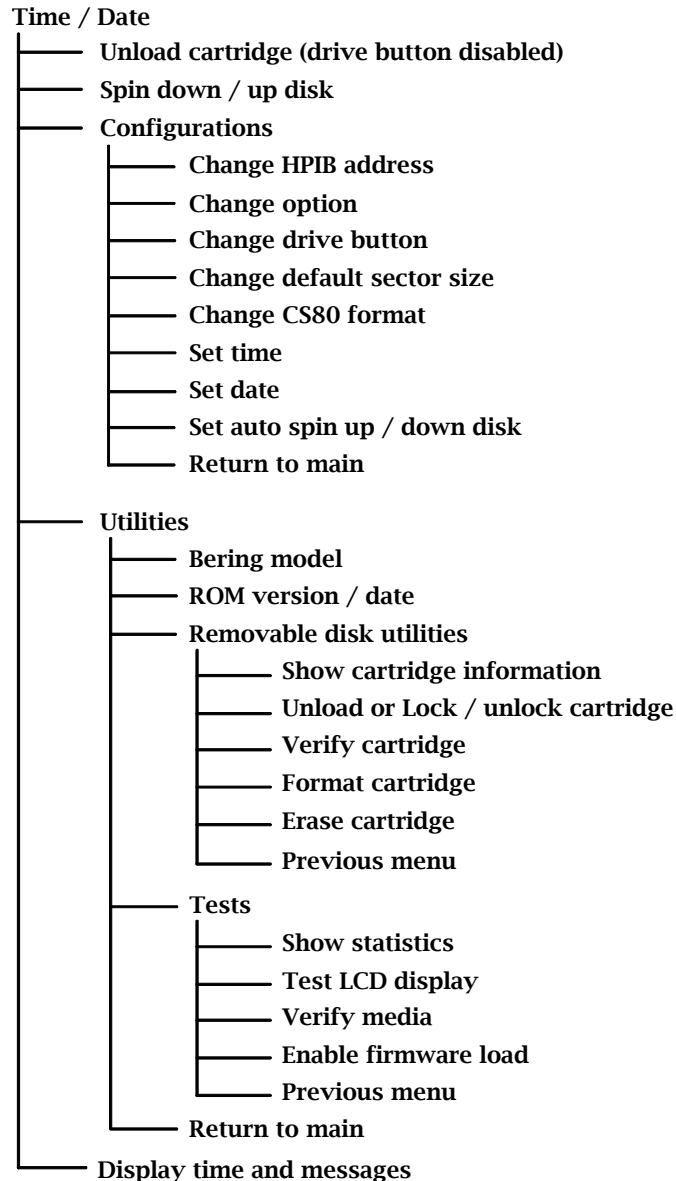 Time / Date
Unload cartridge (drive button disabled)
Spin down / up disk
Configurations
Change HPIB address
Change option
Change drive button
Change default sector size
Change CS80 format
Set time
Set date
Set auto spin up / down disk
Return to main
Utilities
Bering model
ROM version / date
Removable disk utilities
Show cartridge information
Unload or Lock / unlock cartridge
Verify cartridge
Format cartridge
Erase cartridge
Previous menu
Tests
Show statistics
Test LCD display
Verify media
Enable firmware load
Previous menu
Return to main
Display time and messages